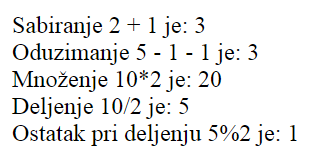 Sabiranje 2 + 1 je: 3
Oduzimanje 5 - 1 - 1 je: 3
Množenje 10*2 je: 20
Deljenje 10/2 je: 5
Ostatak pri deljenju 5%2 je: 1